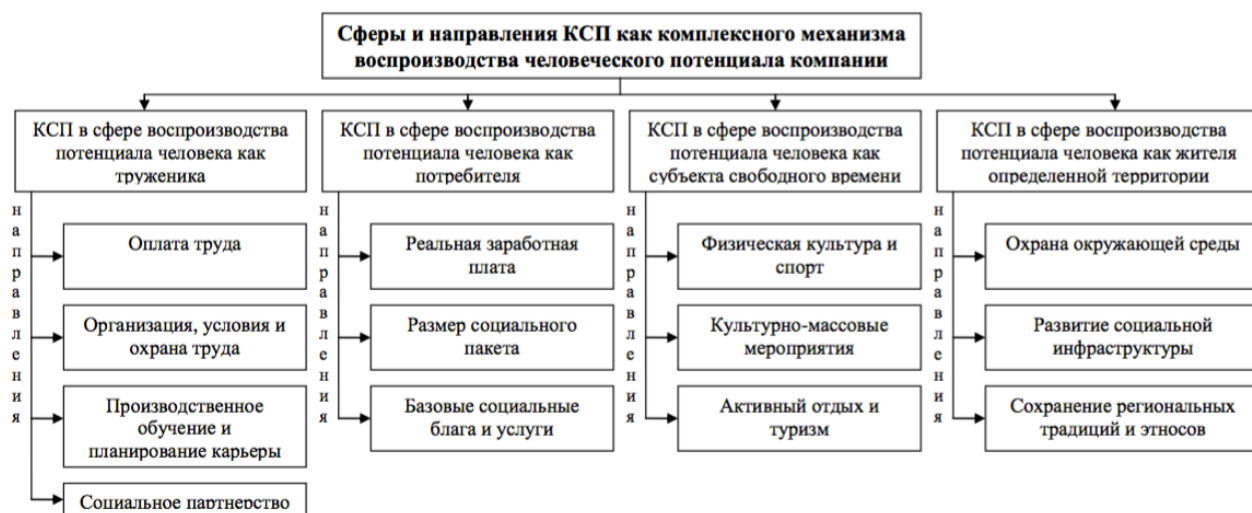 Сферы и направления КСП как комплексного механизма
воспроизводства человеческого потенциала компании
КСП в сфере воспроизводства
потенциала человека как
труженика
направления
Оплата труда
Организация, условия и
охрана труда
Производственное
обучение и
планирование карьеры
Социальное партнерство
КСП в сфере воспроизводства
потенциала человека как
потребителя
направления
Реальная заработная
плата
Размер социального
пакета
Базовые социальные
блага и услуги
КСП в сфере воспроизводства
потенциала человека как
субъекта свободного времени
направления
Физическая культура и
спорт
Культурно-массовые
мероприятия
Активный отдых и
туризм
КСП в сфере воспроизводства
потенциала человека как жителя
определенной территории
направления
Охрана окружающей среды
Развитие социальной
инфраструктуры
Сохранение региональных
традиций и этносов